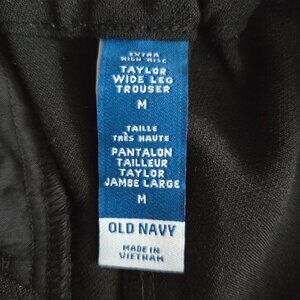 EXTRA
HIGH-RISE
TAYLOR
WIDE LEG
TROUSER
M
TAILLE
TRÈS HAUTE
PANTALON
TAILLEUR
TAYLOR
JAMBE LARGE
M
OLD NAVY
MADE IN
VIETNAM